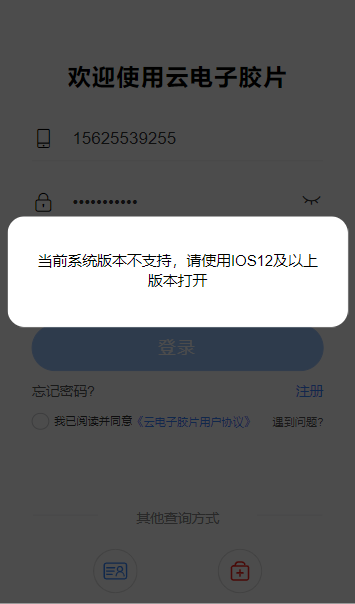 欢迎使用云电子胶片
15625539255
•••••••••••
当前系统版本不支持，请使用IOS12及以上
版本打开
登录
忘记密码?
注册
我已阅读并同意《云电子胶片用户协议》
遇到问题?
其他查询方式